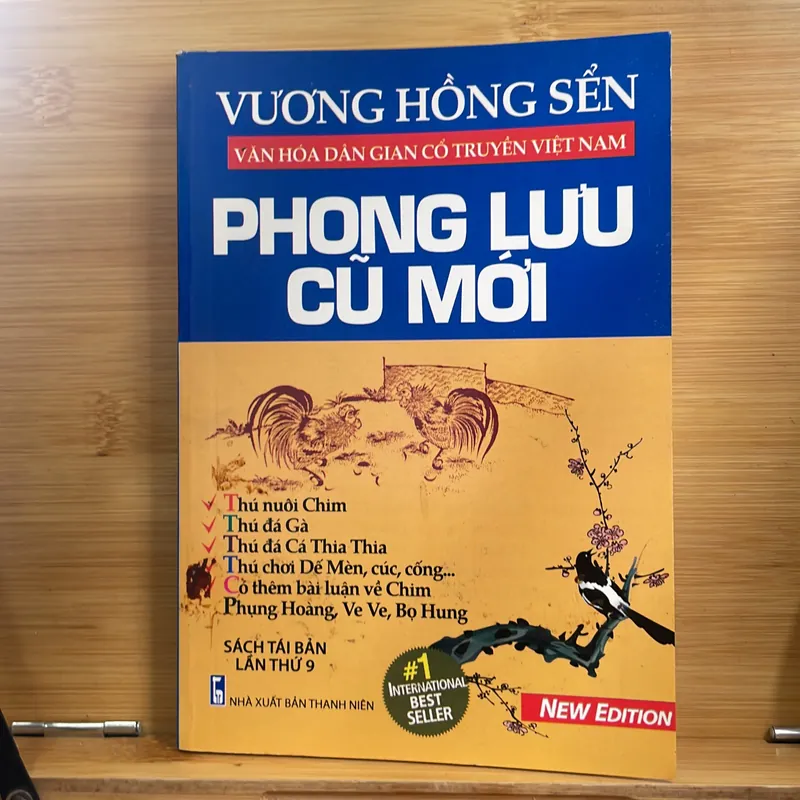 VƯƠNG HỒNG SỂN
VĂN HÓA DÂN GIAN CỔ TRUYỀN VIỆT NAM
PHONG LƯU
CŨ MỚI
Thú nuôi Chim
Thú đá Gà
Thú đá Cá Thia Thia
Thú chơi Dế Mèn, cúc, cống...
Có thêm bài luận về Chim
Phụng Hoàng, Ve Ve, Bọ Hung
SÁCH TÁI BẢN
LẦN THỨ 9
NHÀ XUẤT BẢN THANH NIÊN
#1
INTERNATIONAL
BEST
SELLER
NEW EDITION